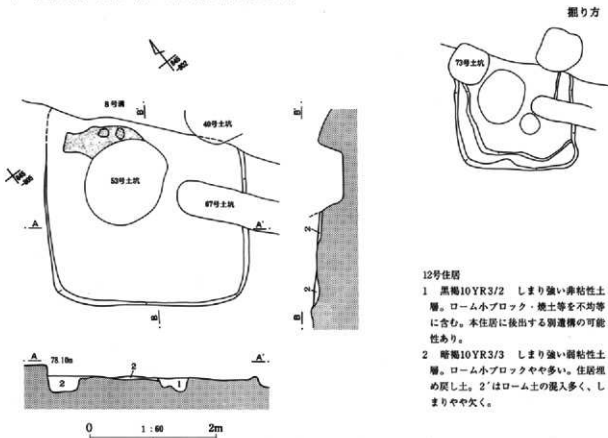 掘り方
8号溝
40号土坑
53号土坑
67号土坑
73号土坑
A
A'
B
B'
B'
B
2
2
A 78.10m A'
2
2
1
0 1:60 2m
12号住居
1 黒褐10YR3/2 しまり強い非粘性土
層。ローム小ブロック・焼土等を不均等
に含む。本住居に後出する別遺構の可能
性あり。
2 暗褐10YR3/3 しまり強い弱粘性土
層。ローム小ブロックやや多い。住居埋
め戻し土。2´はローム土の混入多く、し
まりやや欠く。